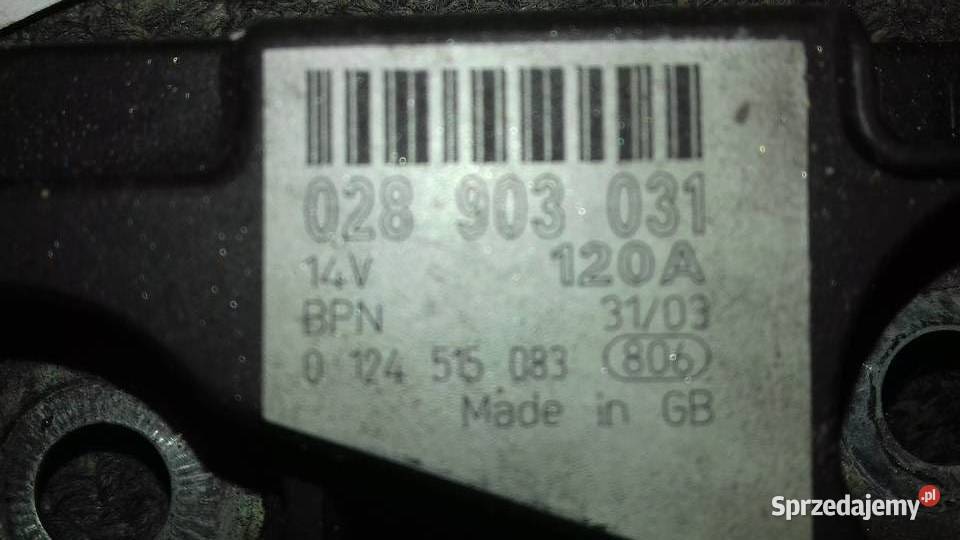 028 903 031
14V 120A
BPN 31/03
0 124 515 083 806
Made in GB
Sprzedajemy.pl